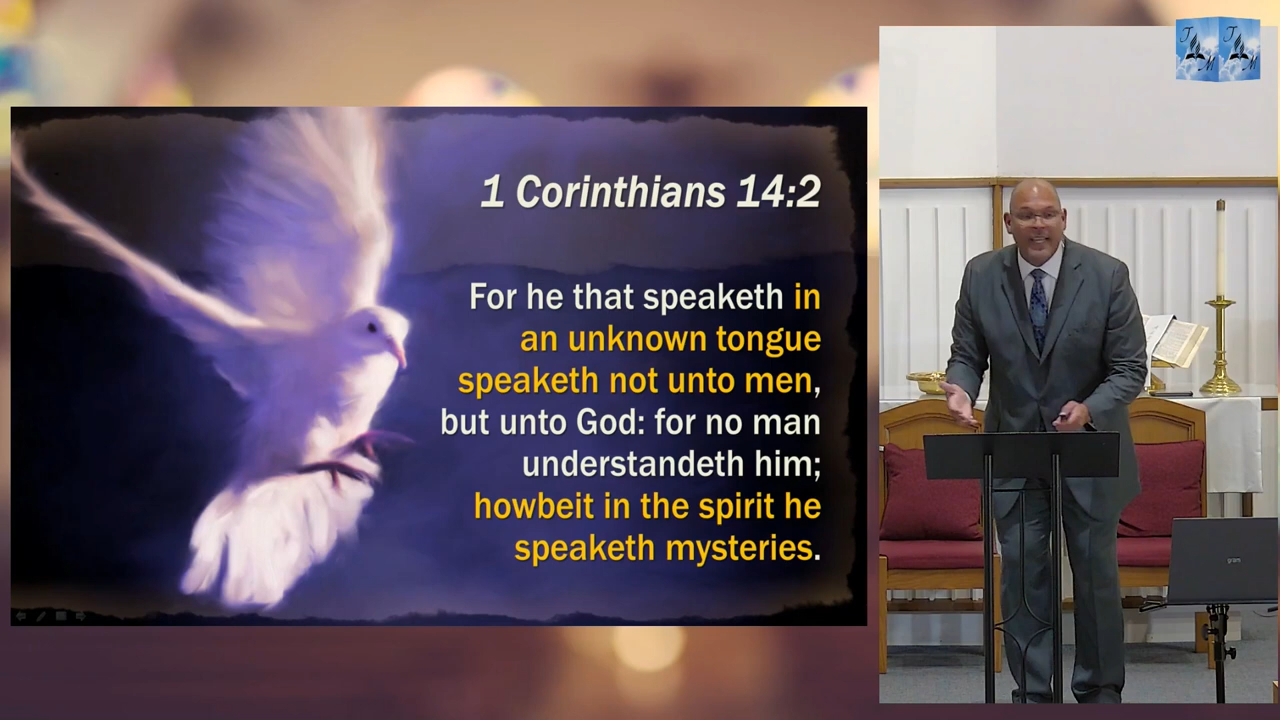 1 Corinthians 14:2
For he that speaketh in
an unknown tongue
speaketh not unto men,
but unto God: for no man
understandeth him;
howbeit in the spirit he
speaketh mysteries.
J A M
J A M
gram